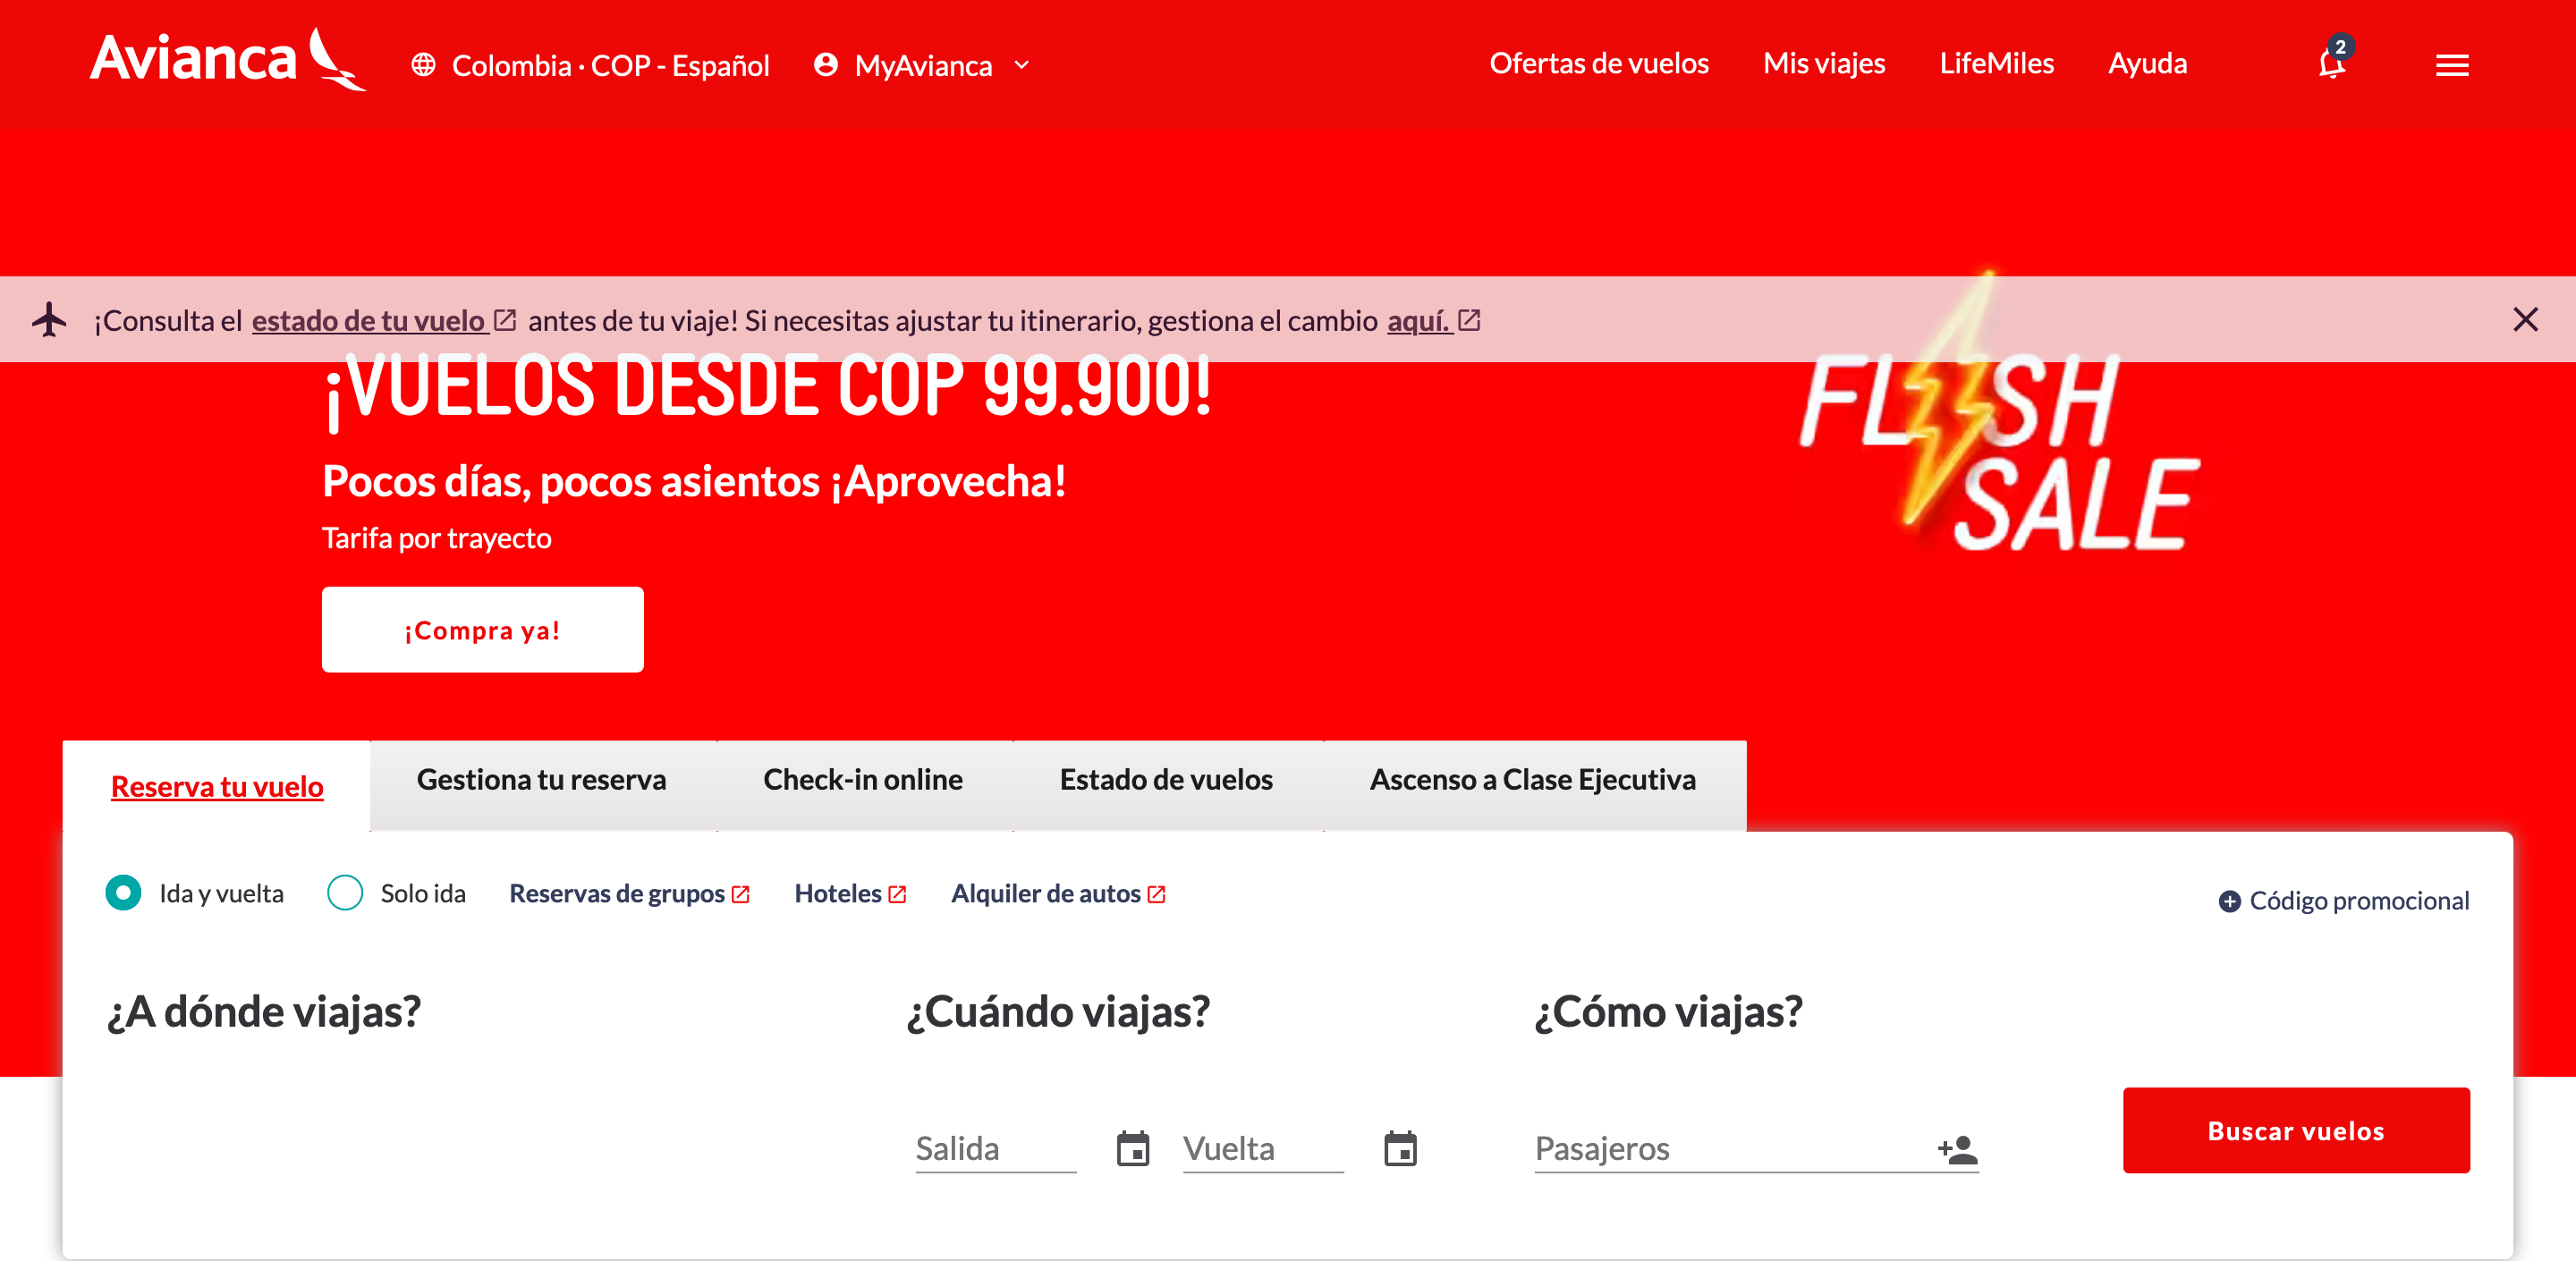 Avianca Colombia · COP - Español MyAvianca Ofertas de vuelos Mis viajes LifeMiles Ayuda 2
¡Consulta el estado de tu vuelo antes de tu viaje! Si necesitas ajustar tu itinerario, gestiona el cambio aquí.
¡VUELOS DESDE COP 99.900!
Pocos días, pocos asientos ¡Aprovecha!
Tarifa por trayecto
¡Compra ya!
FLASH
SALE
Reserva tu vuelo Gestiona tu reserva Check-in online Estado de vuelos Ascenso a Clase Ejecutiva
Ida y vuelta Solo ida Reservas de grupos Hoteles Alquiler de autos Código promocional
¿A dónde viajas? ¿Cuándo viajas? ¿Cómo viajas?
Salida Vuelta Pasajeros Buscar vuelos